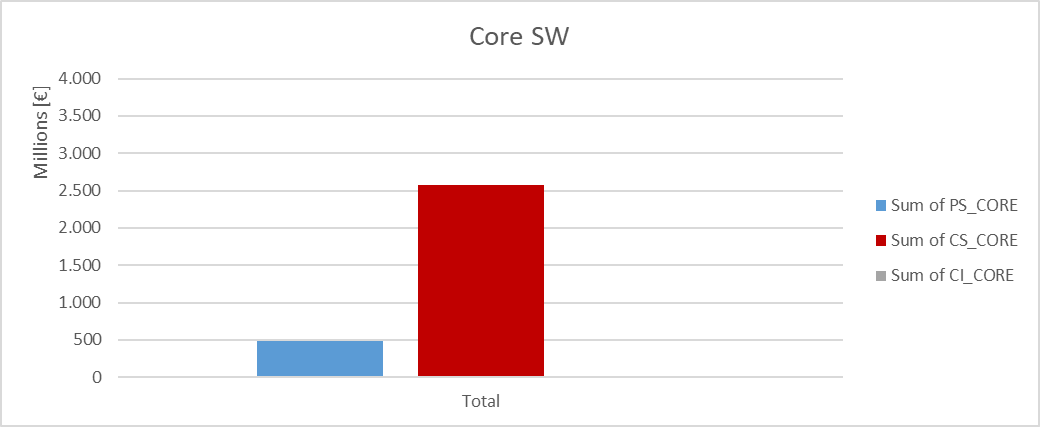 Core SW
Millions [€]
4.000
3.500
3.000
2.500
2.000
1.500
1.000
500
0
Total
Sum of PS_CORE
Sum of CS_CORE
Sum of CI_CORE